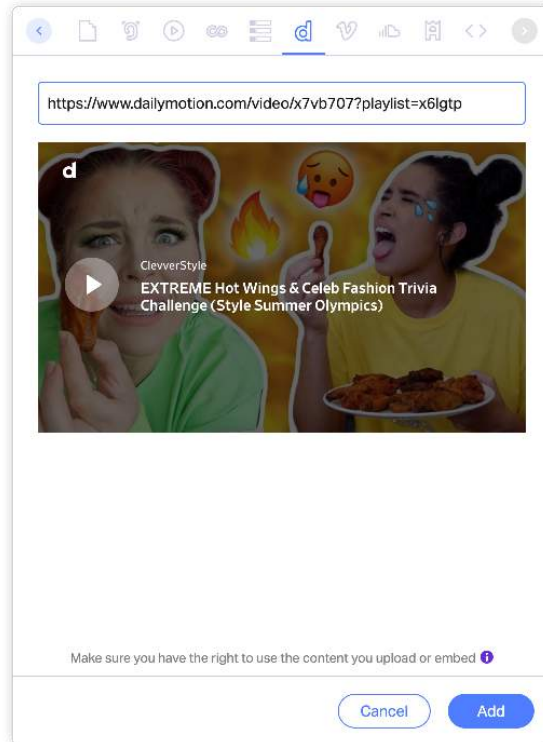 https://www.dailymotion.com/video/x7vb707?playlist=x6lgtp
d
ClevverStyle
EXTREME Hot Wings & Celeb Fashion Trivia
Challenge (Style Summer Olympics)
Make sure you have the right to use the content you upload or embed
Cancel
Add